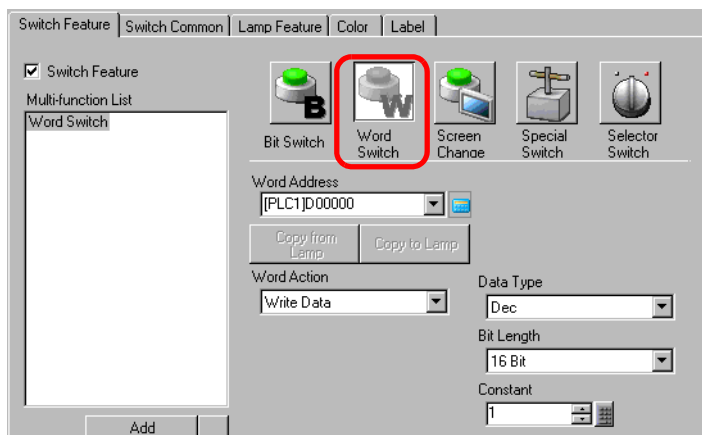 Switch Feature Switch Common Lamp Feature Color Label
Switch Feature
Multi-function List
Word Switch
B
W
Bit Switch
Word
Switch
Screen
Change
Special
Switch
Selector
Switch
Word Address
[PLC1]D00000
Copy from
Lamp
Copy to Lamp
Word Action
Write Data
Data Type
Dec
Bit Length
16 Bit
Constant
1
Add